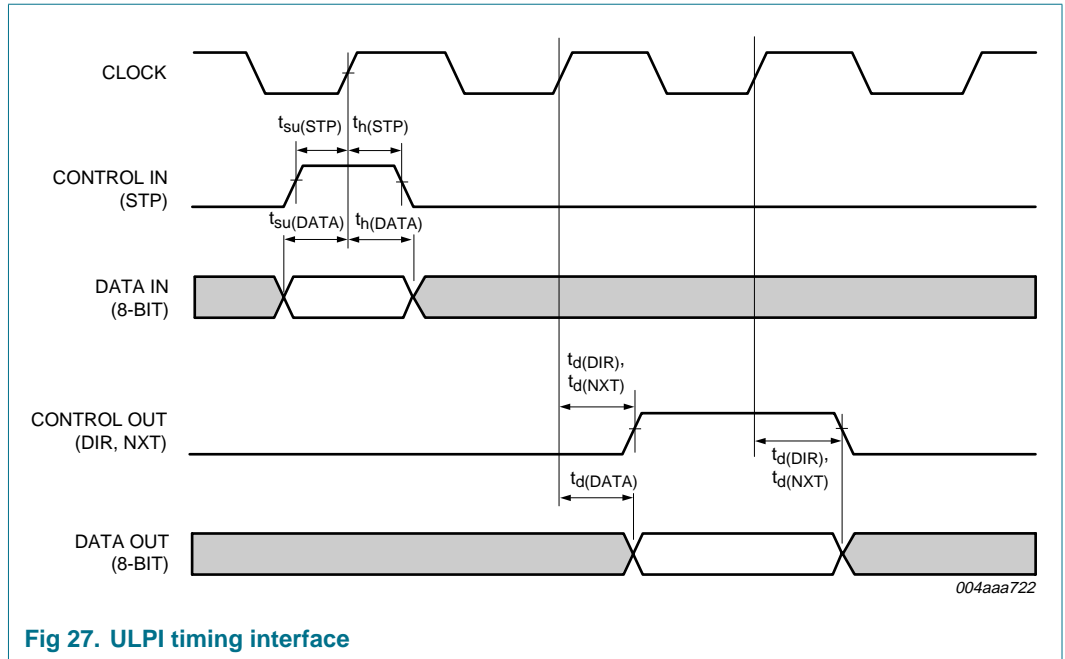 CLOCK
tsu(STP) th(STP)
CONTROL IN
(STP)
tsu(DATA) th(DATA)
DATA IN
(8-BIT)
td(DIR),
td(NXT)
CONTROL OUT
(DIR, NXT)
td(DIR),
td(NXT)
td(DATA)
DATA OUT
(8-BIT)
004aaa722
Fig 27. ULPI timing interface